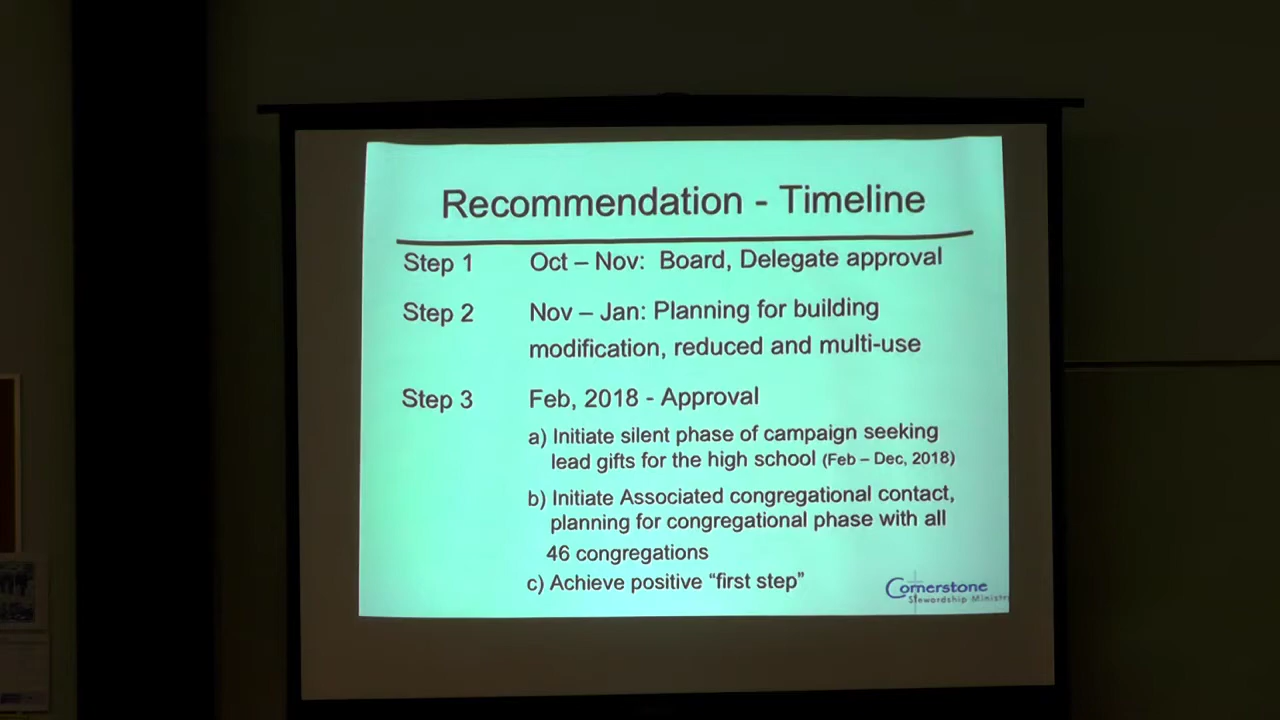 Recommendation - Timeline
Step 1 Oct – Nov: Board, Delegate approval
Step 2 Nov – Jan: Planning for building
modification, reduced and multi-use
Step 3 Feb, 2018 - Approval
a) Initiate silent phase of campaign seeking
lead gifts for the high school (Feb – Dec, 2018)
b) Initiate Associated congregational contact,
planning for congregational phase with all
46 congregations
c) Achieve positive “first step”
Cornerstone
Stewardship Ministr